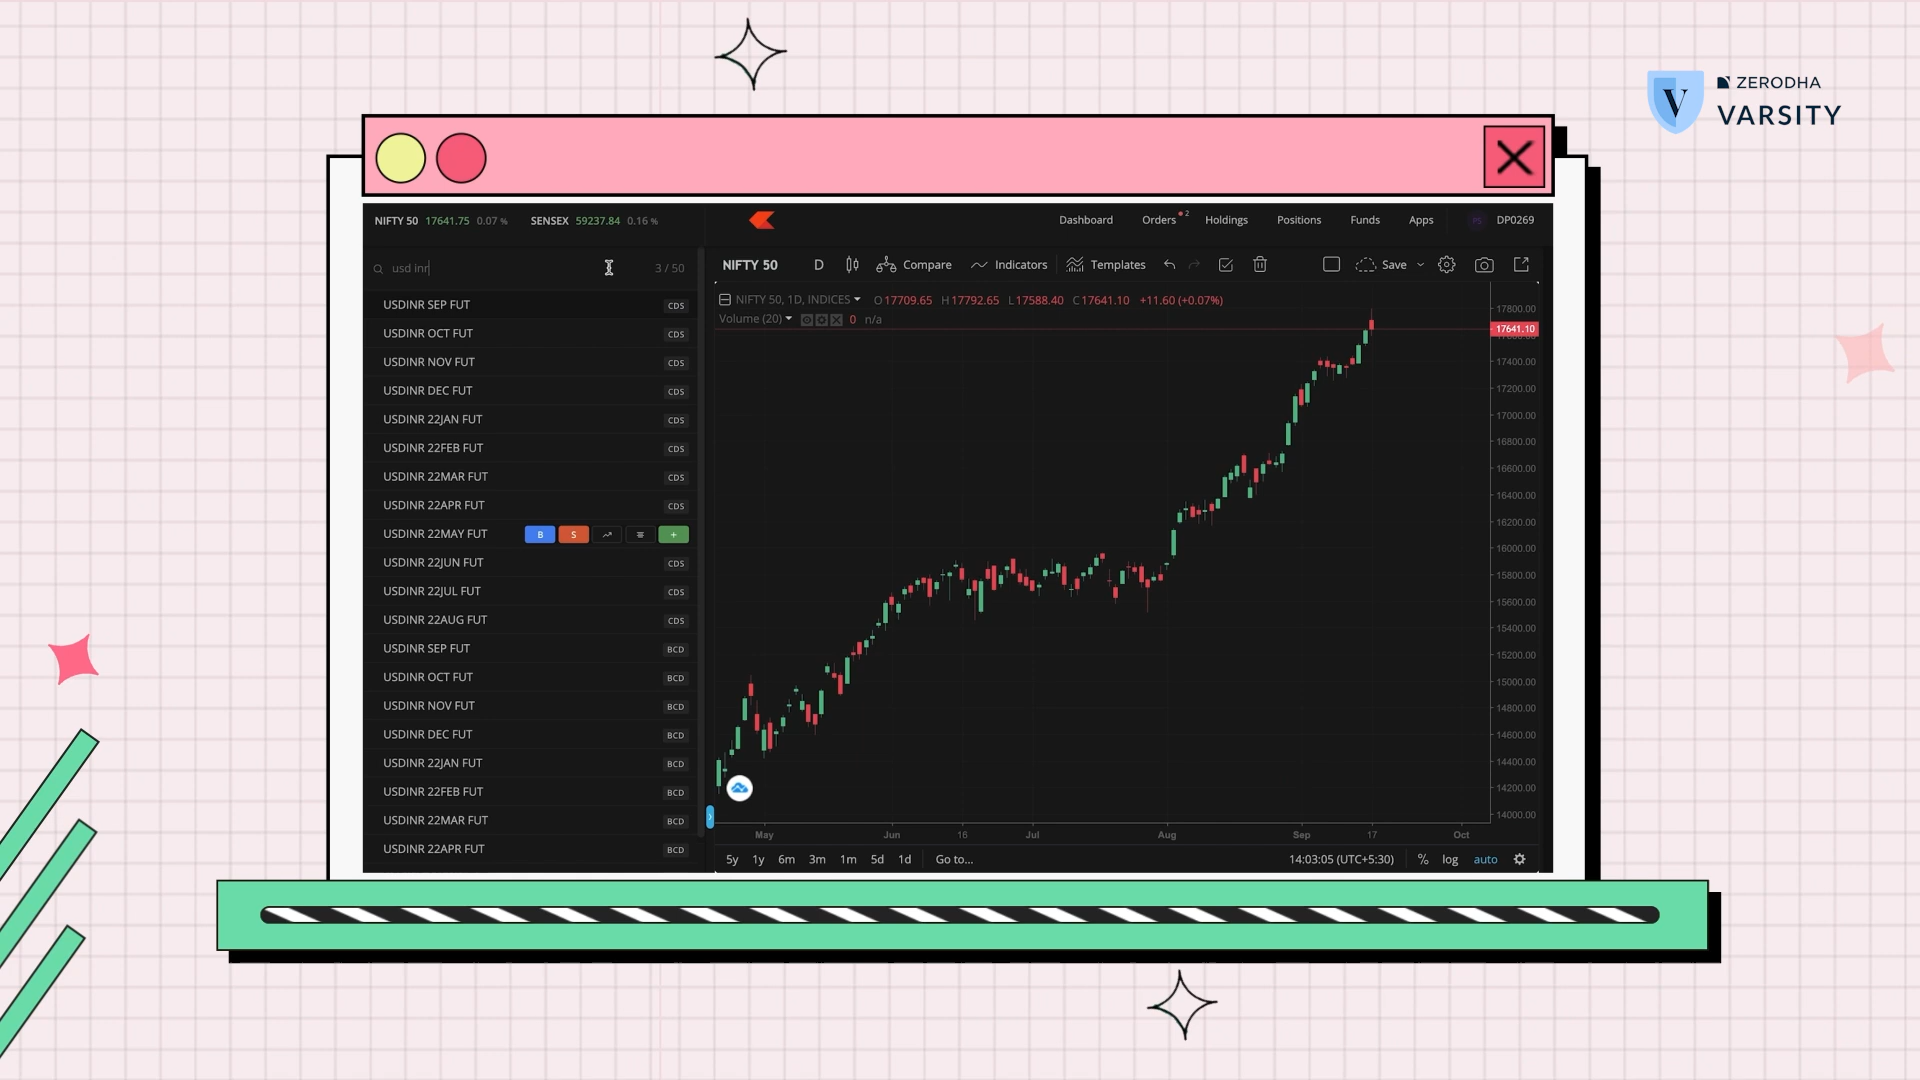 ZERODHA
V
VARSITY
NIFTY 50 17641.75 0.07 % SENSEX 59237.84 0.16 %
Dashboard Orders 2 Holdings Positions Funds Apps PS DP0269
usd inr 3 / 50
NIFTY 50 D Compare Indicators Templates Save
USDINR SEP FUT CDS
USDINR OCT FUT CDS
USDINR NOV FUT CDS
USDINR DEC FUT CDS
USDINR 22JAN FUT CDS
USDINR 22FEB FUT CDS
USDINR 22MAR FUT CDS
USDINR 22APR FUT CDS
USDINR 22MAY FUT B S +
USDINR 22JUN FUT CDS
USDINR 22JUL FUT CDS
USDINR 22AUG FUT CDS
USDINR SEP FUT BCD
USDINR OCT FUT BCD
USDINR NOV FUT BCD
USDINR DEC FUT BCD
USDINR 22JAN FUT BCD
USDINR 22FEB FUT BCD
USDINR 22MAR FUT BCD
USDINR 22APR FUT BCD
NIFTY 50, 1D, INDICES O17709.65 H17792.65 L17588.40 C17641.10 +11.60 (+0.07%)
Volume (20) 0 n/a
17800.00
17641.10
17400.00
17200.00
17000.00
16800.00
16600.00
16400.00
16200.00
16000.00
15800.00
15600.00
15400.00
15200.00
15000.00
14800.00
14600.00
14400.00
14200.00
14000.00
May Jun 16 Jul Aug Sep 17 Oct
5y 1y 6m 3m 1m 5d 1d Go to... 14:03:05 (UTC+5:30) % log auto